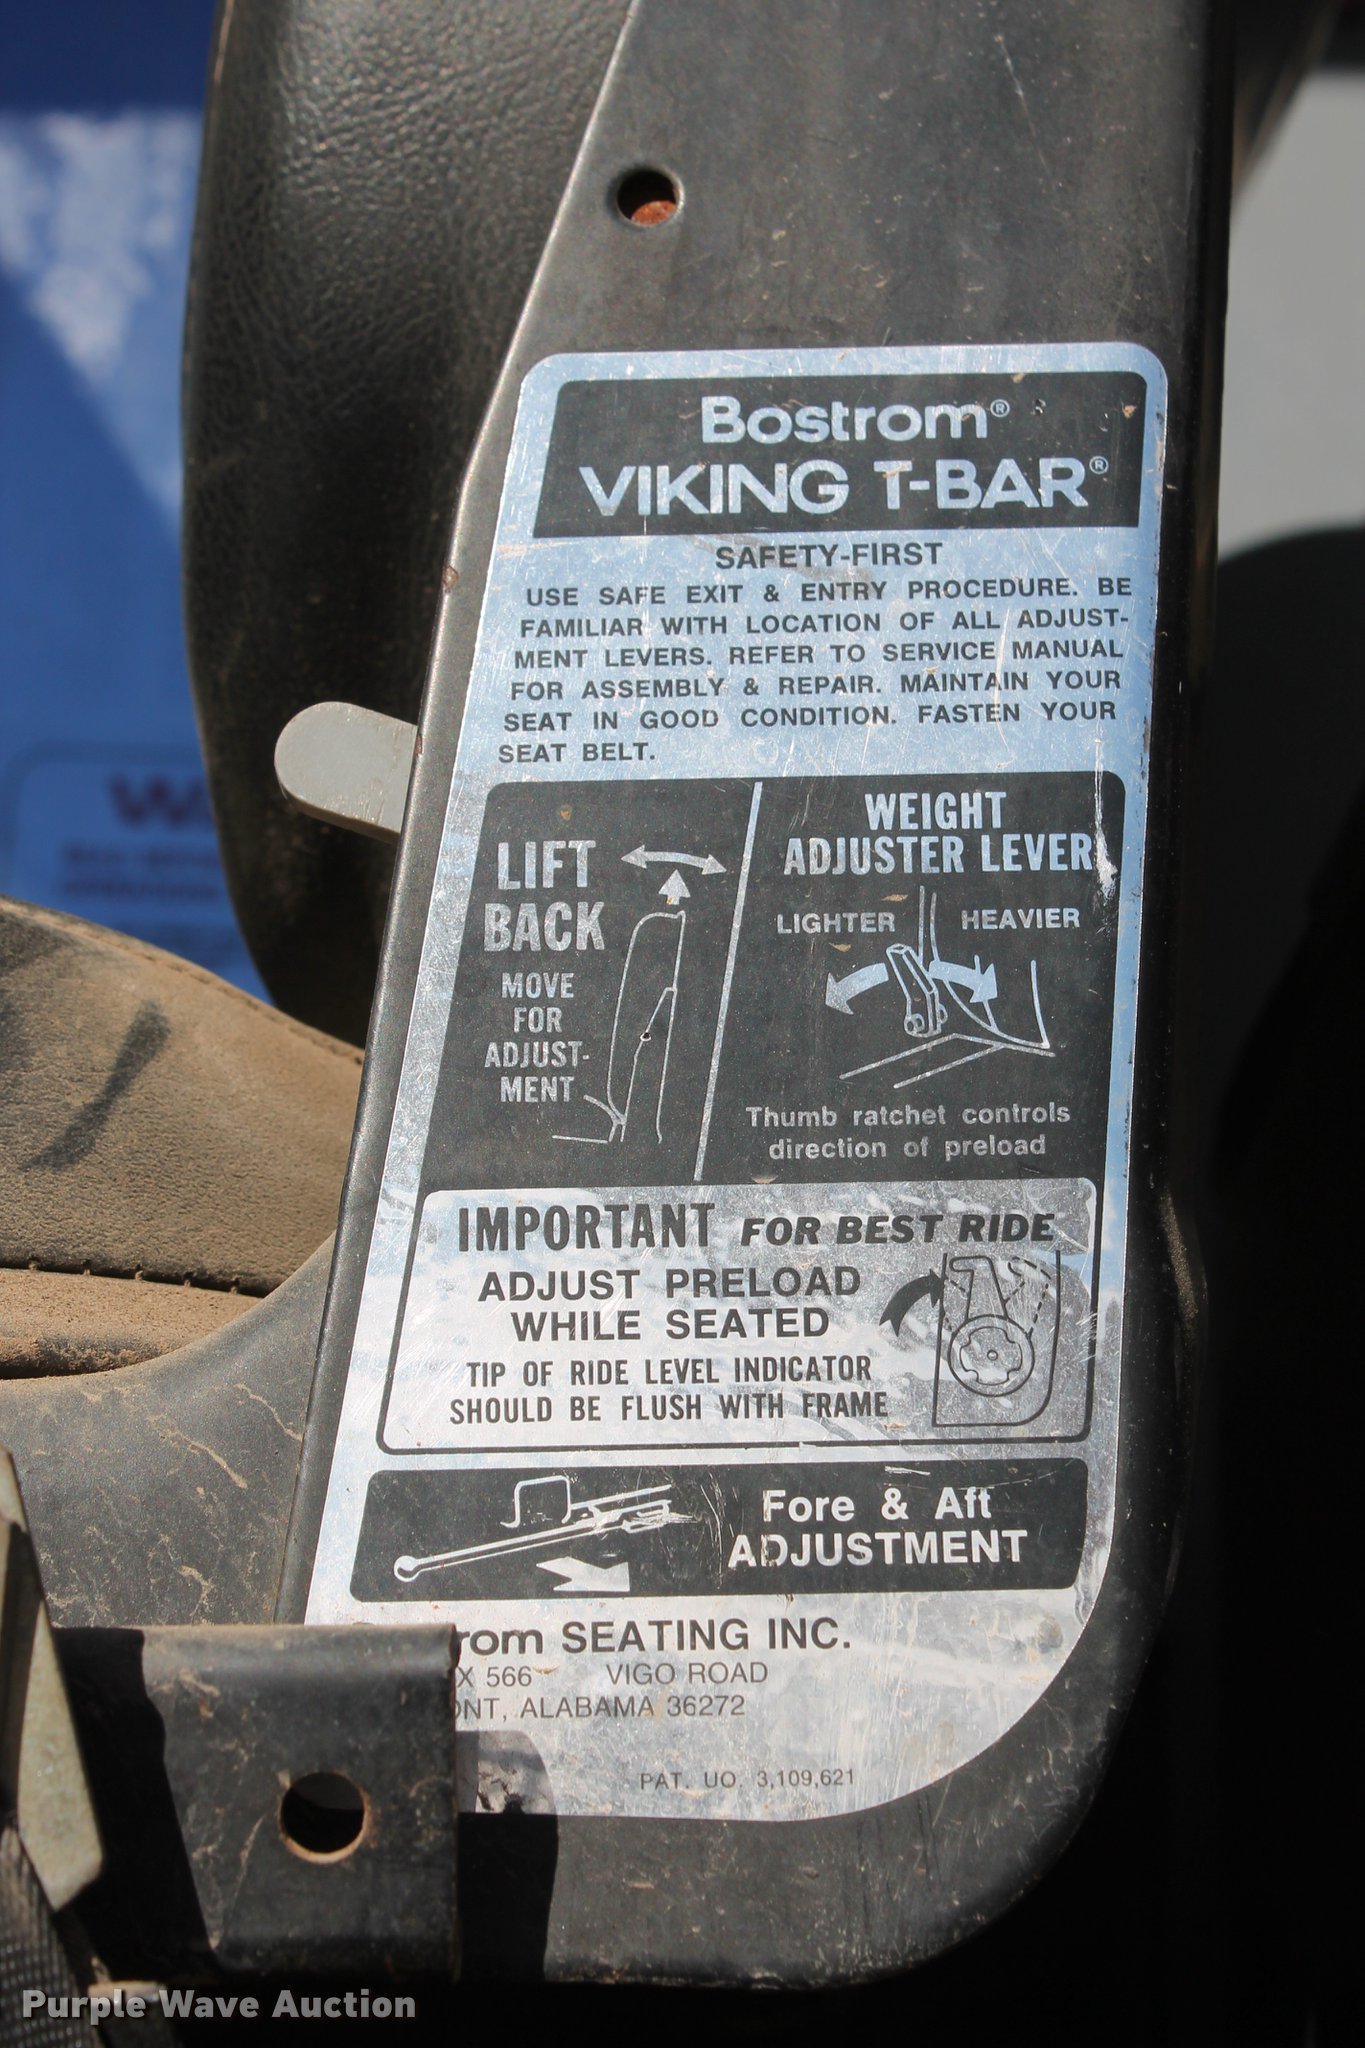 Bostrom®
VIKING T-BAR®
SAFETY-FIRST
USE SAFE EXIT & ENTRY PROCEDURE. BE
FAMILIAR WITH LOCATION OF ALL ADJUST-
MENT LEVERS. REFER TO SERVICE MANUAL
FOR ASSEMBLY & REPAIR. MAINTAIN YOUR
SEAT IN GOOD CONDITION. FASTEN YOUR
SEAT BELT.
LIFT
BACK
MOVE
FOR
ADJUST-
MENT
WEIGHT
ADJUSTER LEVER
LIGHTER HEAVIER
Thumb ratchet controls
direction of preload
IMPORTANT FOR BEST RIDE
ADJUST PRELOAD
WHILE SEATED
TIP OF RIDE LEVEL INDICATOR
SHOULD BE FLUSH WITH FRAME
Fore & Aft
ADJUSTMENT
rom SEATING INC.
X 566 VIGO ROAD
ONT, ALABAMA 36272
PAT. UO. 3,109,621
Purple Wave Auction